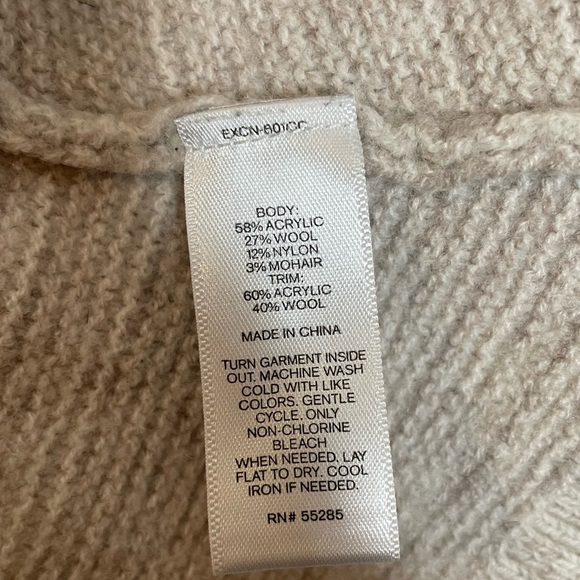 EXCN-601CC
BODY:
58% ACRYLIC
27% WOOL
12% NYLON
3% MOHAIR
TRIM:
60% ACRYLIC
40% WOOL
MADE IN CHINA
TURN GARMENT INSIDE
OUT. MACHINE WASH
COLD WITH LIKE
COLORS. GENTLE
CYCLE. ONLY
NON-CHLORINE
BLEACH
WHEN NEEDED. LAY
FLAT TO DRY. COOL
IRON IF NEEDED.
RN# 55285